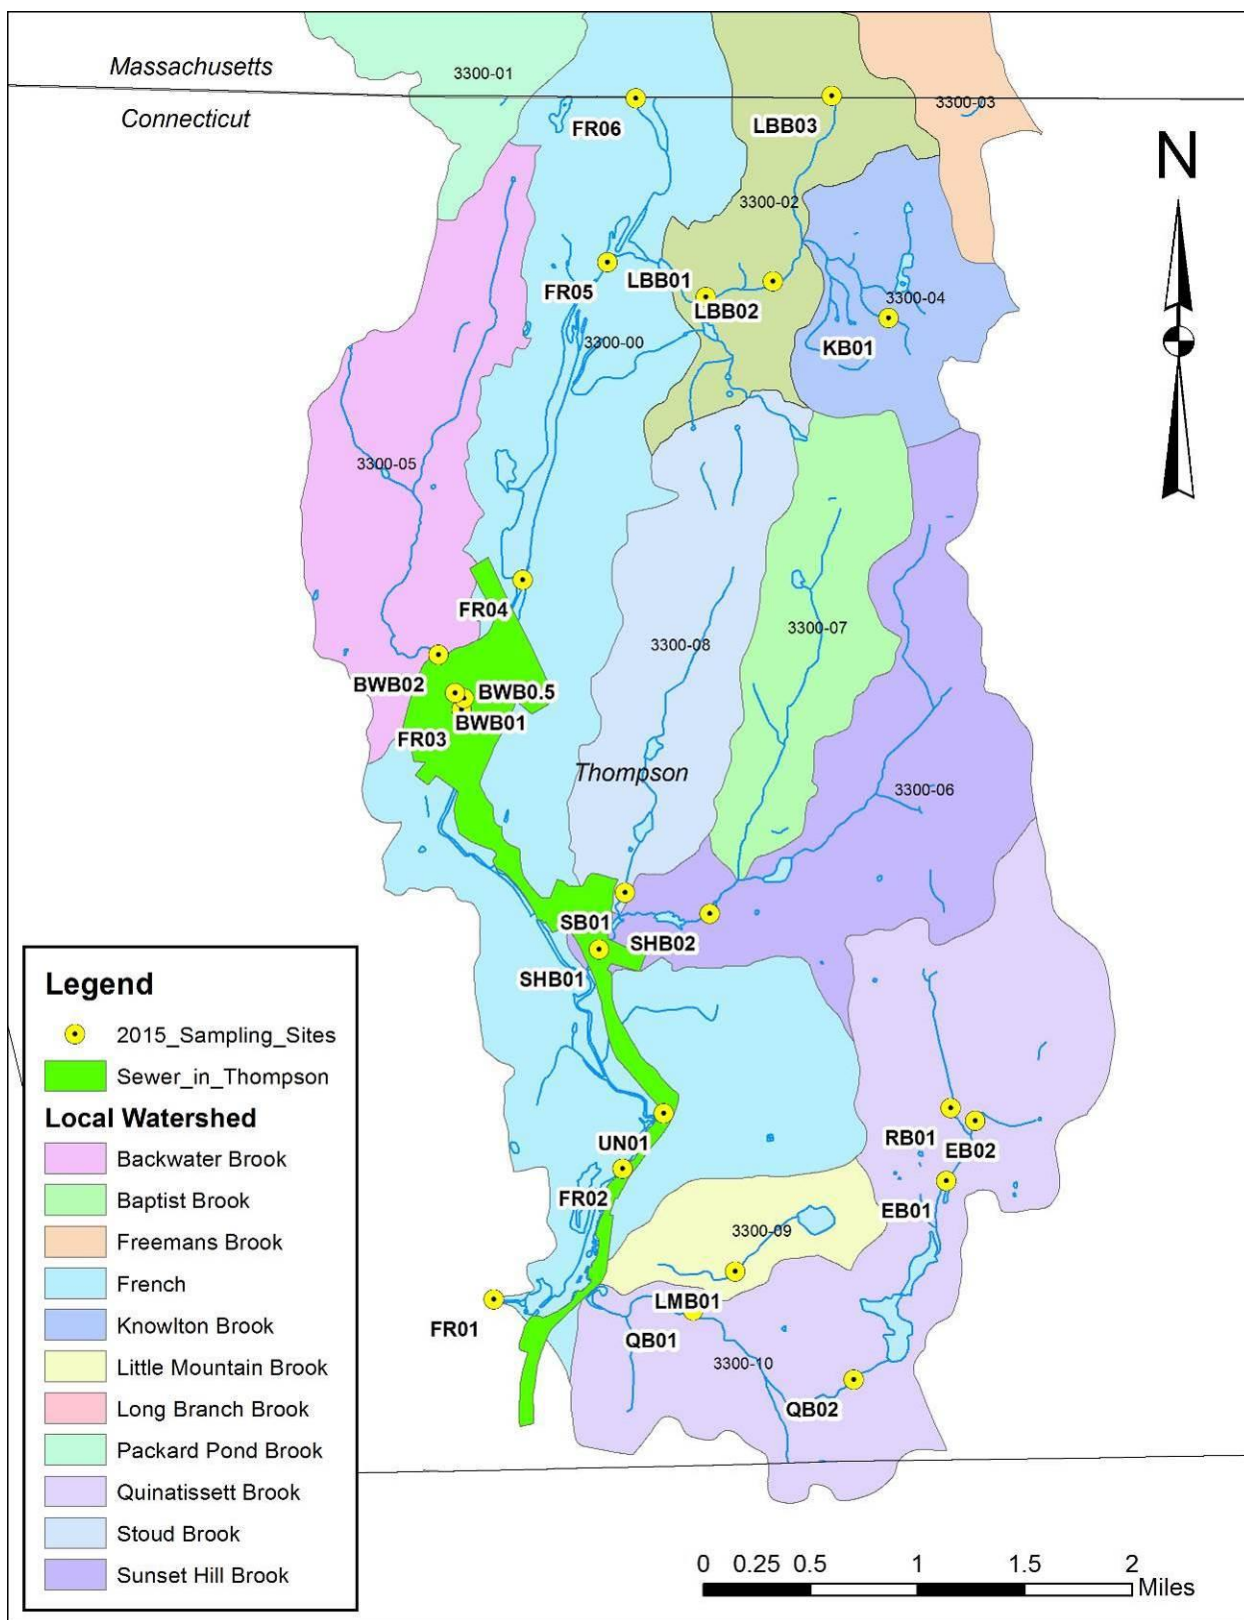 Massachusetts
3300-01
3300-03
Connecticut
FR06
LBB03
N
3300-02
LBB01
FR05
LBB02
3300-04
3300-00
KB01
3300-05
FR04
3300-07
3300-08
BWB02
BWB0.5
BWB01
FR03
Thompson
3300-06
SB01
SHB02
SHB01
UN01
RB01
EB02
FR02
EB01
3300-09
LMB01
FR01
QB01
3300-10
QB02
Legend
2015_Sampling_Sites
Sewer_in_Thompson
Local Watershed
Backwater Brook
Baptist Brook
Freemans Brook
French
Knowlton Brook
Little Mountain Brook
Long Branch Brook
Packard Pond Brook
Quinatissett Brook
Stoud Brook
Sunset Hill Brook
0 0.25 0.5 1 1.5 2
Miles